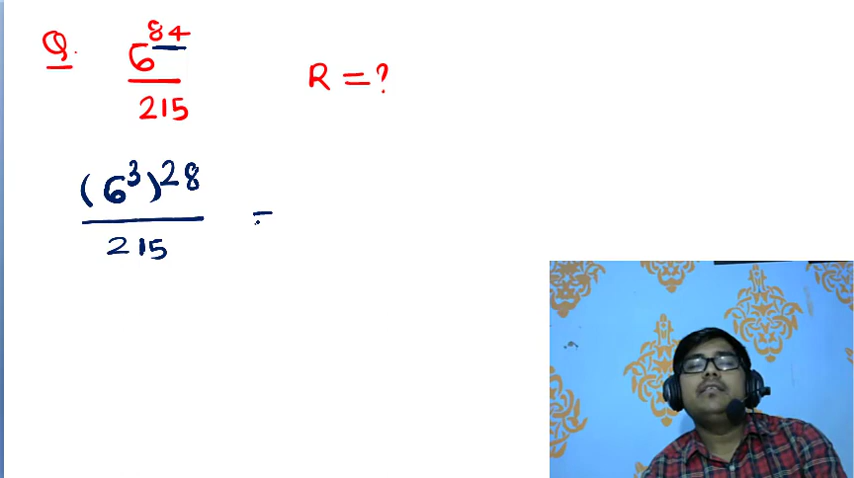 Q. 6^84 / 215 R = ?
(6^3)^28 / 215 =